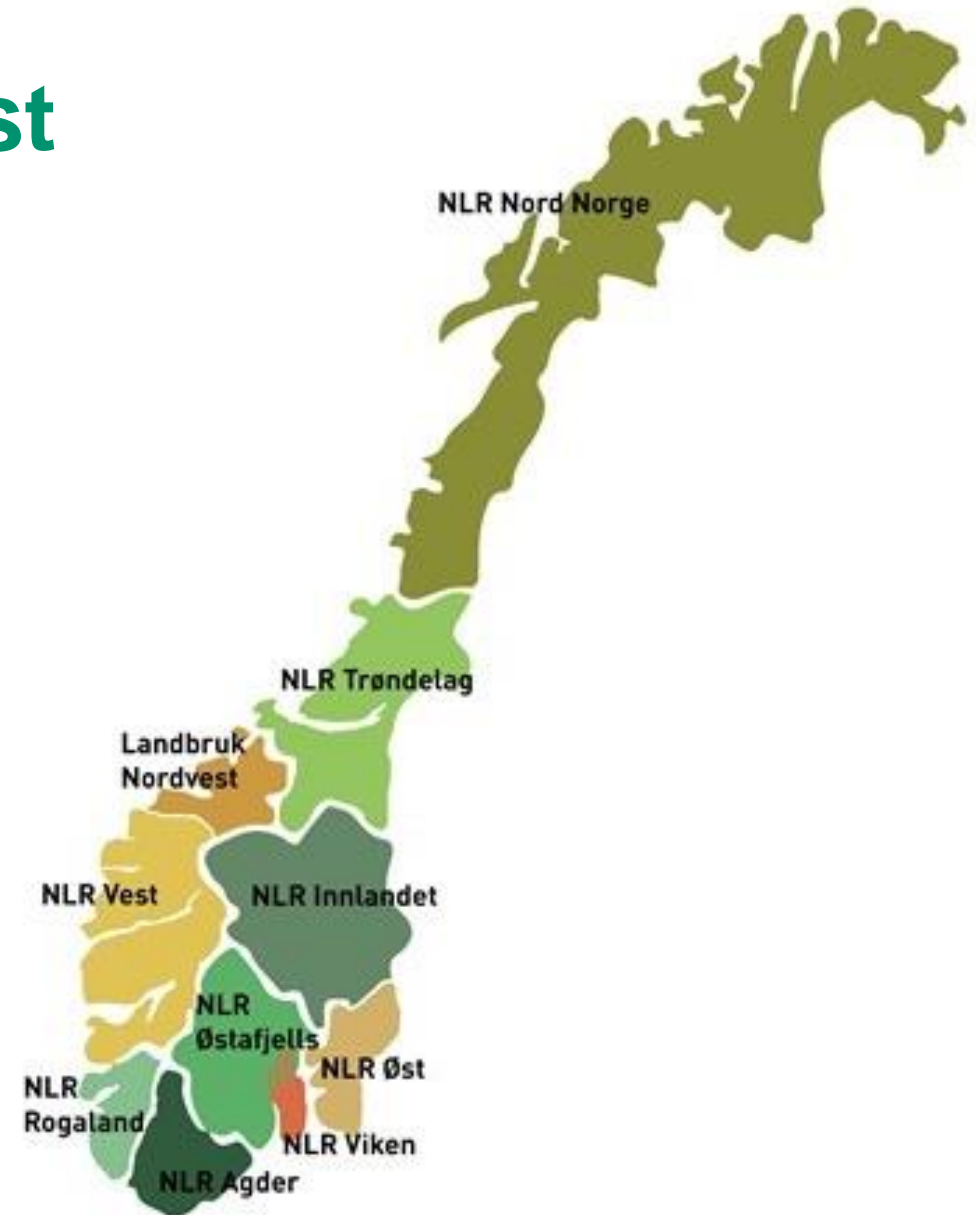 st
NLR Nord Norge
NLR Trøndelag
Landbruk
Nordvest
NLR Vest
NLR Innlandet
NLR
Østafjells
NLR Øst
NLR
Rogaland
NLR Viken
NLR Agder